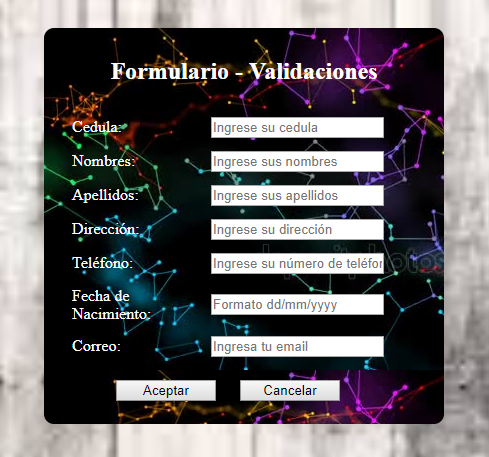 Formulario - Validaciones
Cedula:
Ingrese su cedula
Nombres:
Ingrese sus nombres
Apellidos:
Ingrese sus apellidos
Dirección:
Ingrese su dirección
Teléfono:
Ingrese su número de teléfon
Fecha de
Nacimiento:
Formato dd/mm/yyyy
Correo:
Ingresa tu email
Aceptar
Cancelar